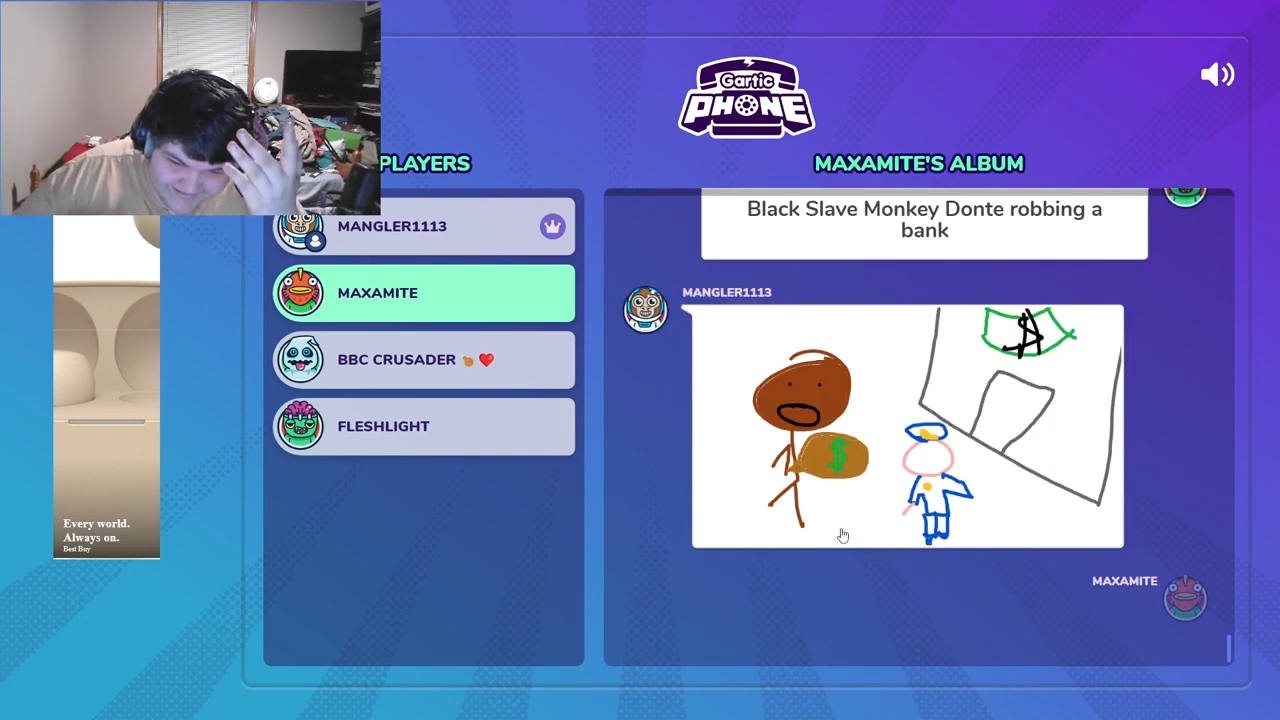 Gartic
PHONE
PLAYERS
MAXAMITE'S ALBUM
MANGLER1113
MAXAMITE
BBC CRUSADER
FLESHLIGHT
Black Slave Monkey Donte robbing a
bank
MANGLER1113
$
$
MAXAMITE
Every world.
Always on.
Best Buy